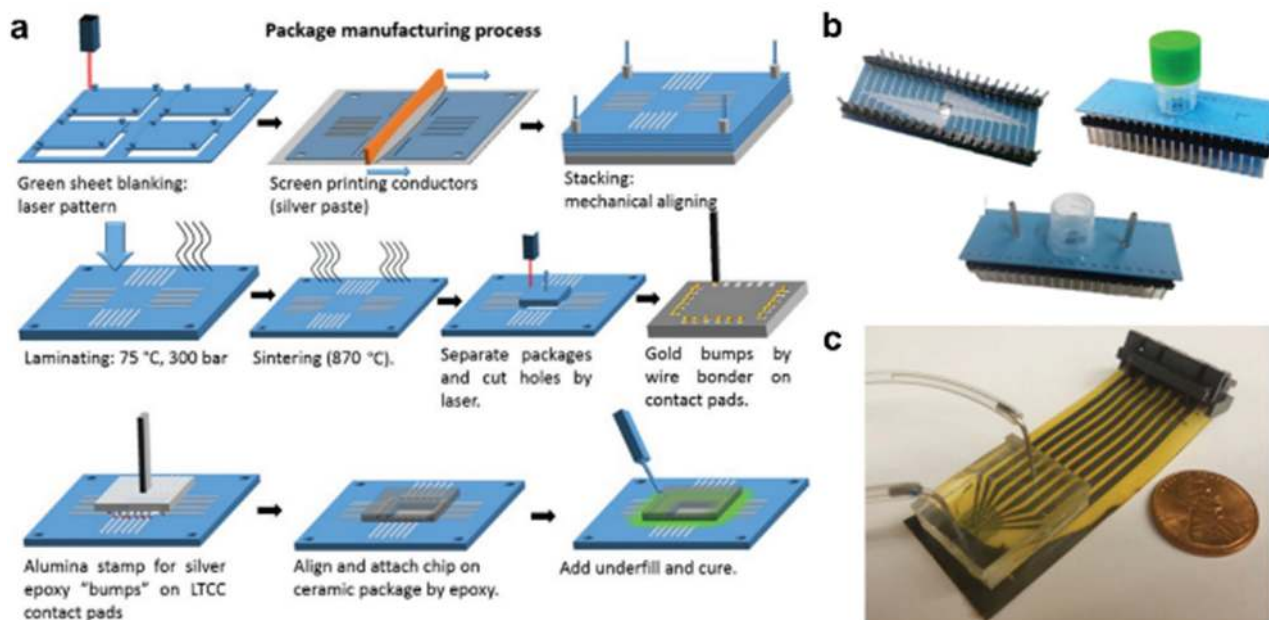 a
Package manufacturing process
b
Green sheet blanking:
laser pattern
Screen printing conductors
(silver paste)
Stacking:
mechanical aligning
Laminating: 75 °C, 300 bar
Sintering (870 °C).
Separate packages
and cut holes by
laser.
Gold bumps by
wire bonder on
contact pads.
c
Alumina stamp for silver
epoxy “bumps” on LTCC
contact pads
Align and attach chip on
ceramic package by epoxy.
Add underfill and cure.